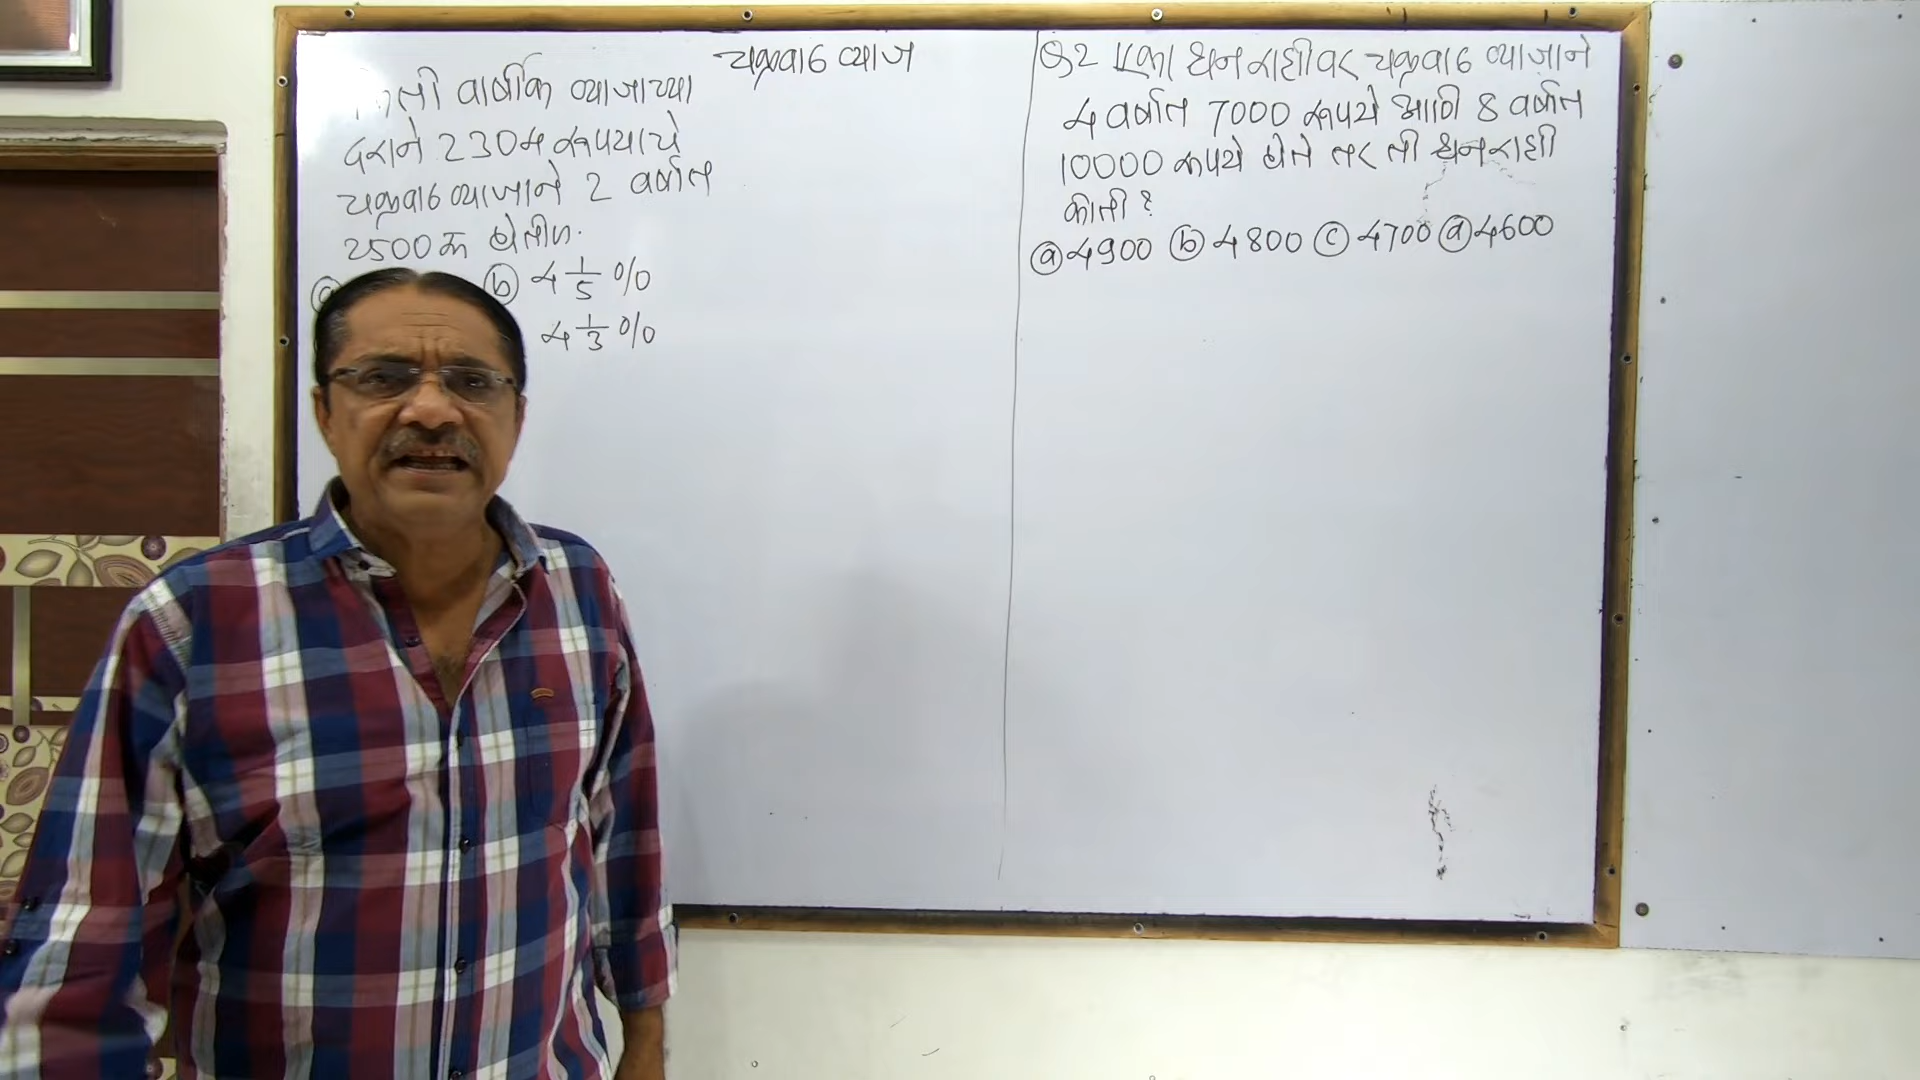 चक्रवाढ व्याज
किती वार्षीक व्याजाच्या
दराने 2304 रूपयाचे
चक्रवाढ व्याजाने 2 वर्षात
2500 रू होतील.
ⓐ ⓑ 4 1/5 %
4 1/3 %
Q2 एका धनराशीवर चक्रवाढ व्याजाने
4 वर्षात 7000 रूपये आणि 8 वर्षात
10000 रूपये होते तर ती धनराशी
कीती ?
ⓐ 4900 ⓑ 4800 ⓒ 4700 ⓓ 4600